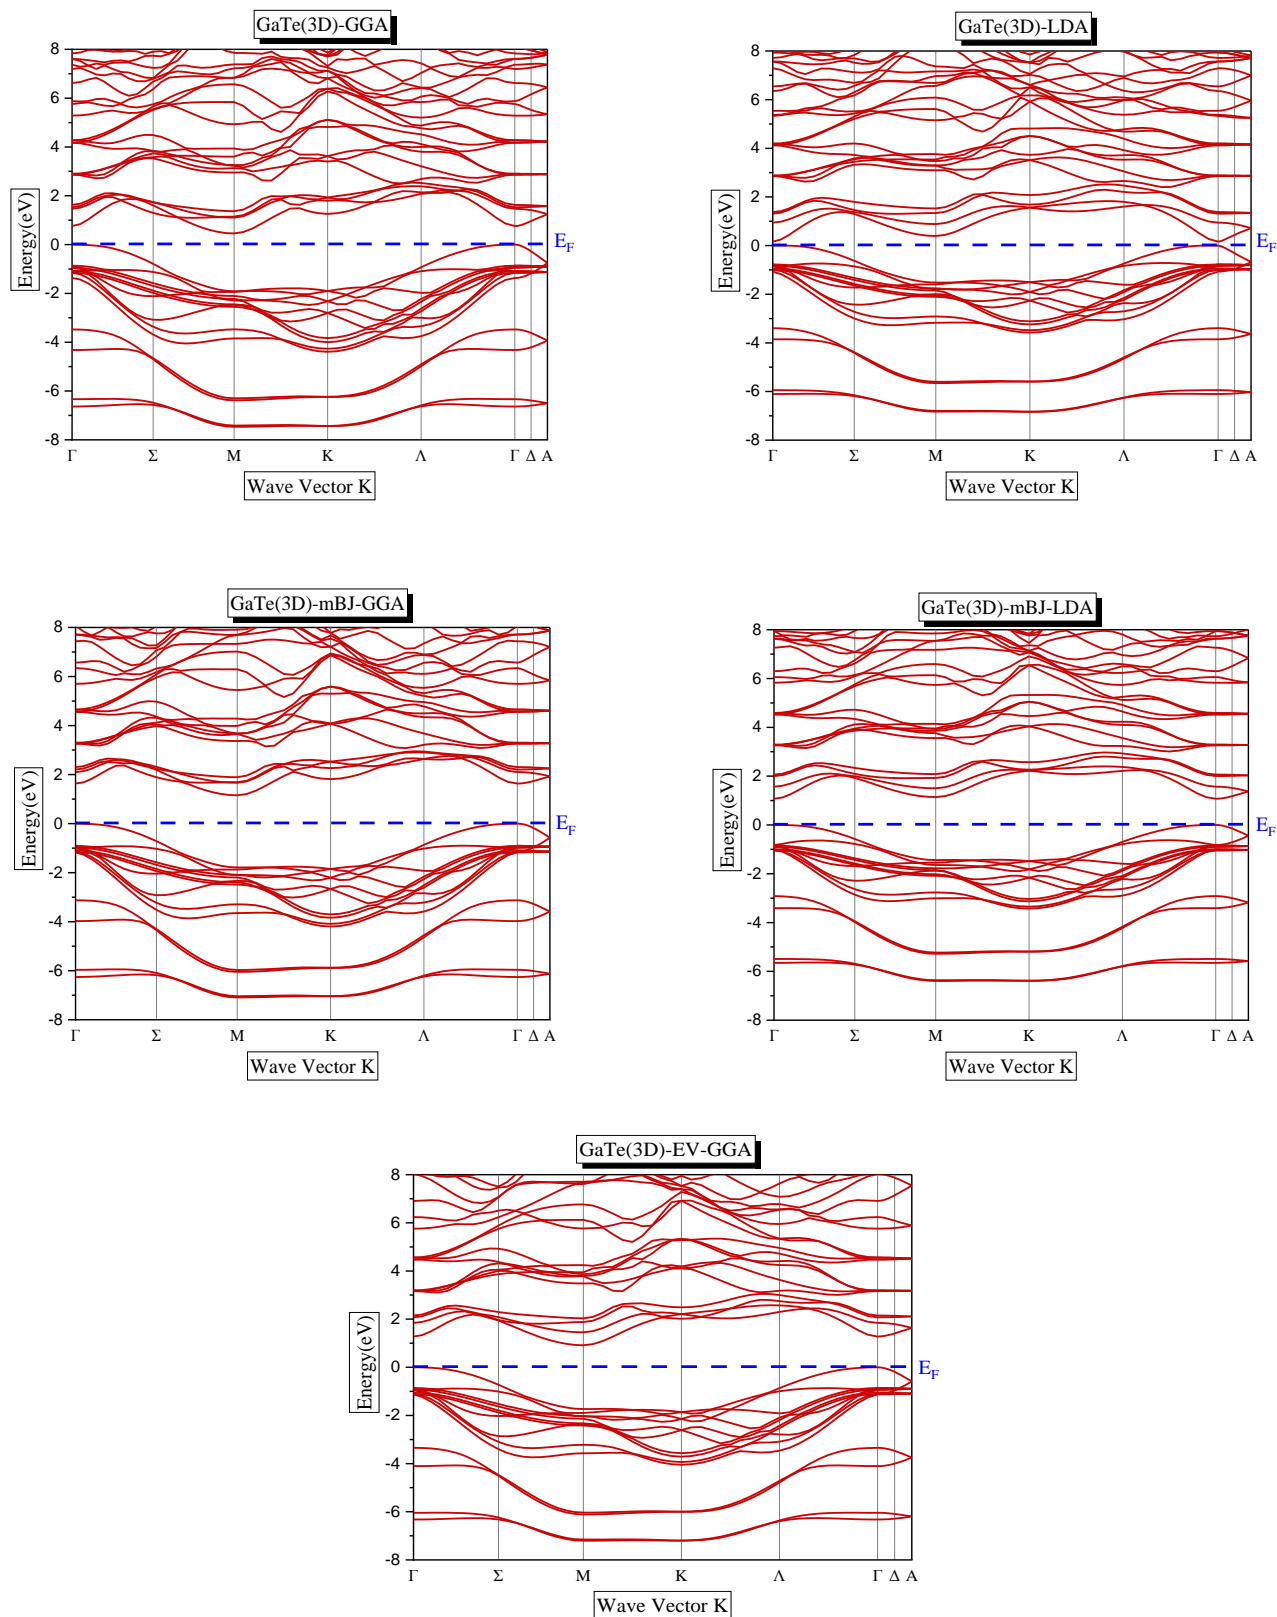 GaTe(3D)-GGA
8
6
4
2
0
-2
-4
-6
-8
Energy(eV)
E_F
Γ Σ M K Λ Γ Δ A
Wave Vector K
GaTe(3D)-LDA
8
6
4
2
0
-2
-4
-6
-8
Energy(eV)
E_F
Γ Σ M K Λ Γ Δ A
Wave Vector K
GaTe(3D)-mBJ-GGA
8
6
4
2
0
-2
-4
-6
-8
Energy(eV)
E_F
Γ Σ M K Λ Γ Δ A
Wave Vector K
GaTe(3D)-mBJ-LDA
8
6
4
2
0
-2
-4
-6
-8
Energy(eV)
E_F
Γ Σ M K Λ Γ Δ A
Wave Vector K
GaTe(3D)-EV-GGA
8
6
4
2
0
-2
-4
-6
-8
Energy(eV)
E_F
Γ Σ M K Λ Γ Δ A
Wave Vector K